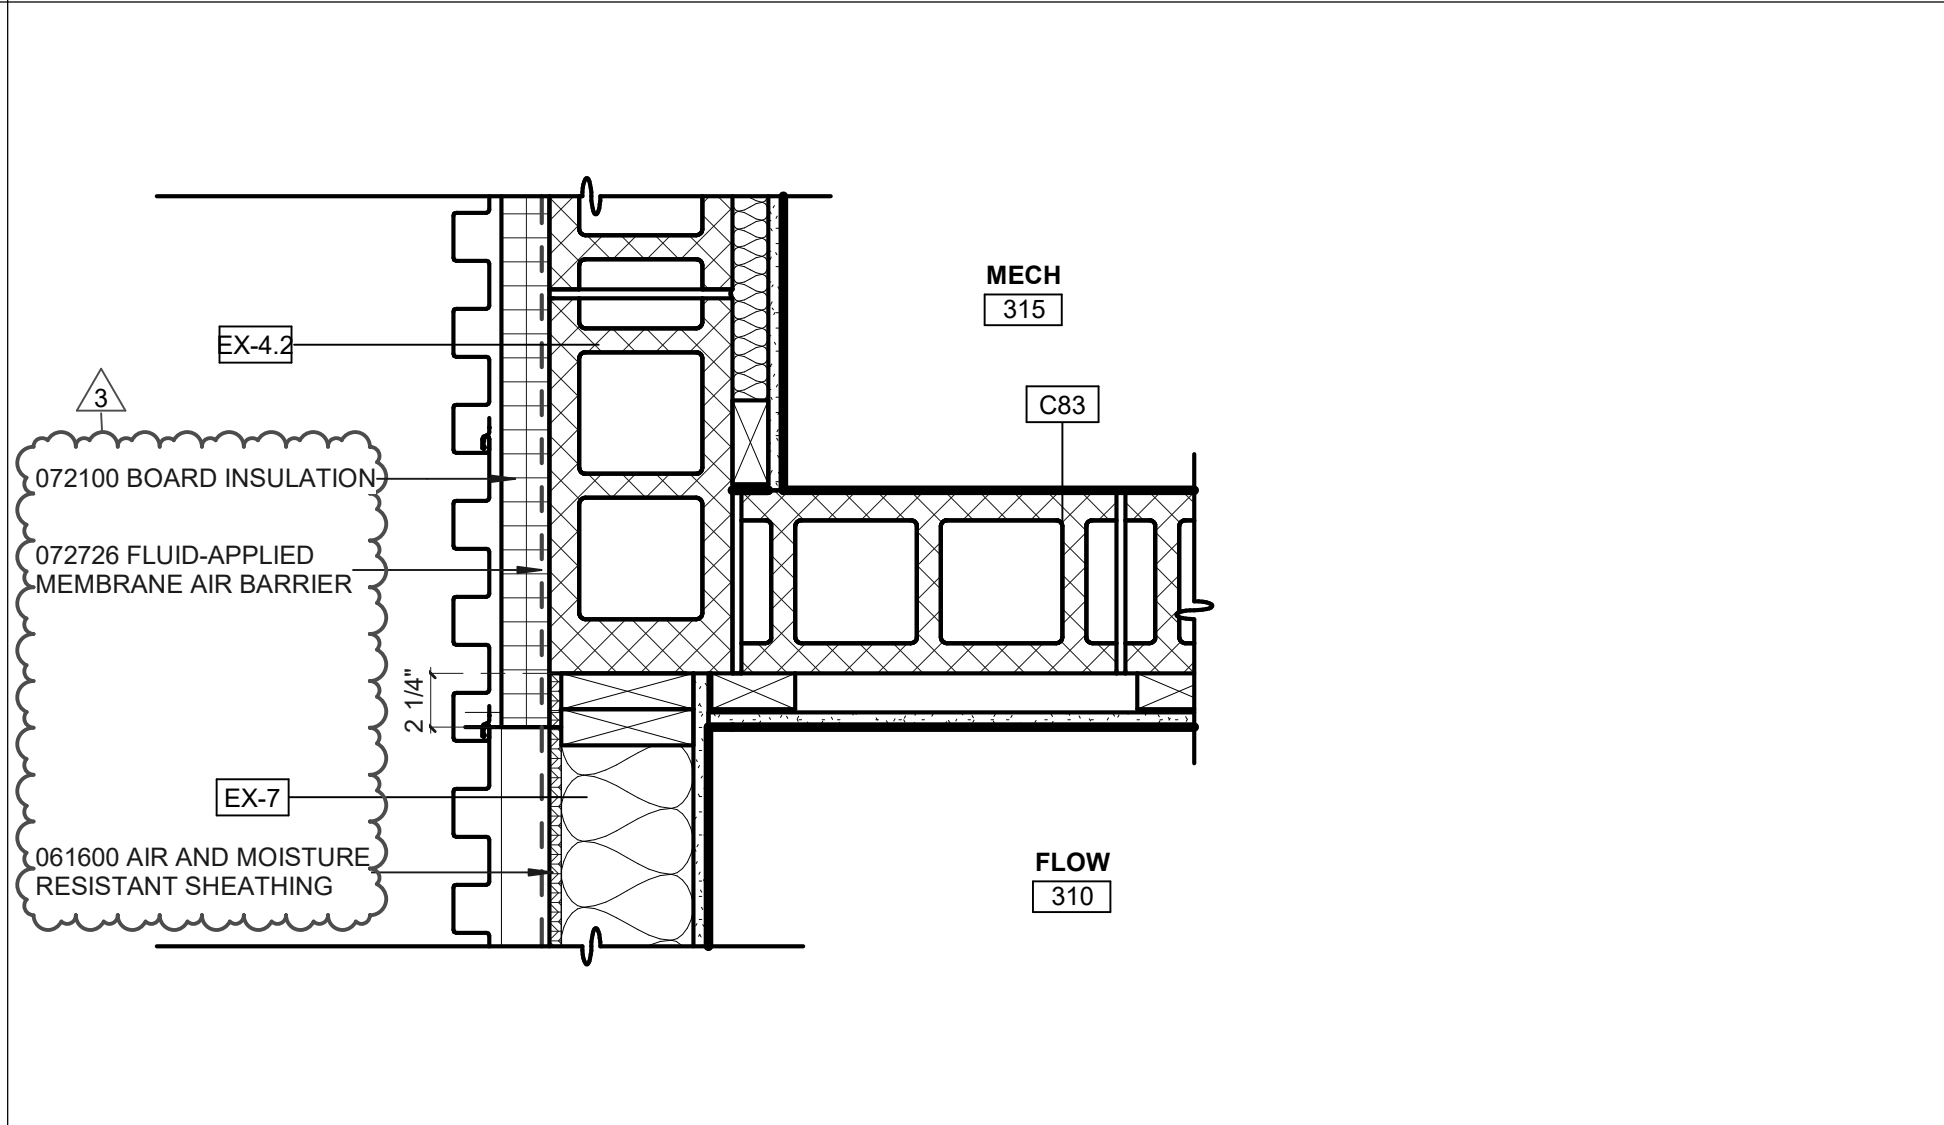 MECH
315
EX-4.2
3
C83
072100 BOARD INSULATION
072726 FLUID-APPLIED
MEMBRANE AIR BARRIER
2 1/4"
EX-7
061600 AIR AND MOISTURE
RESISTANT SHEATHING
FLOW
310